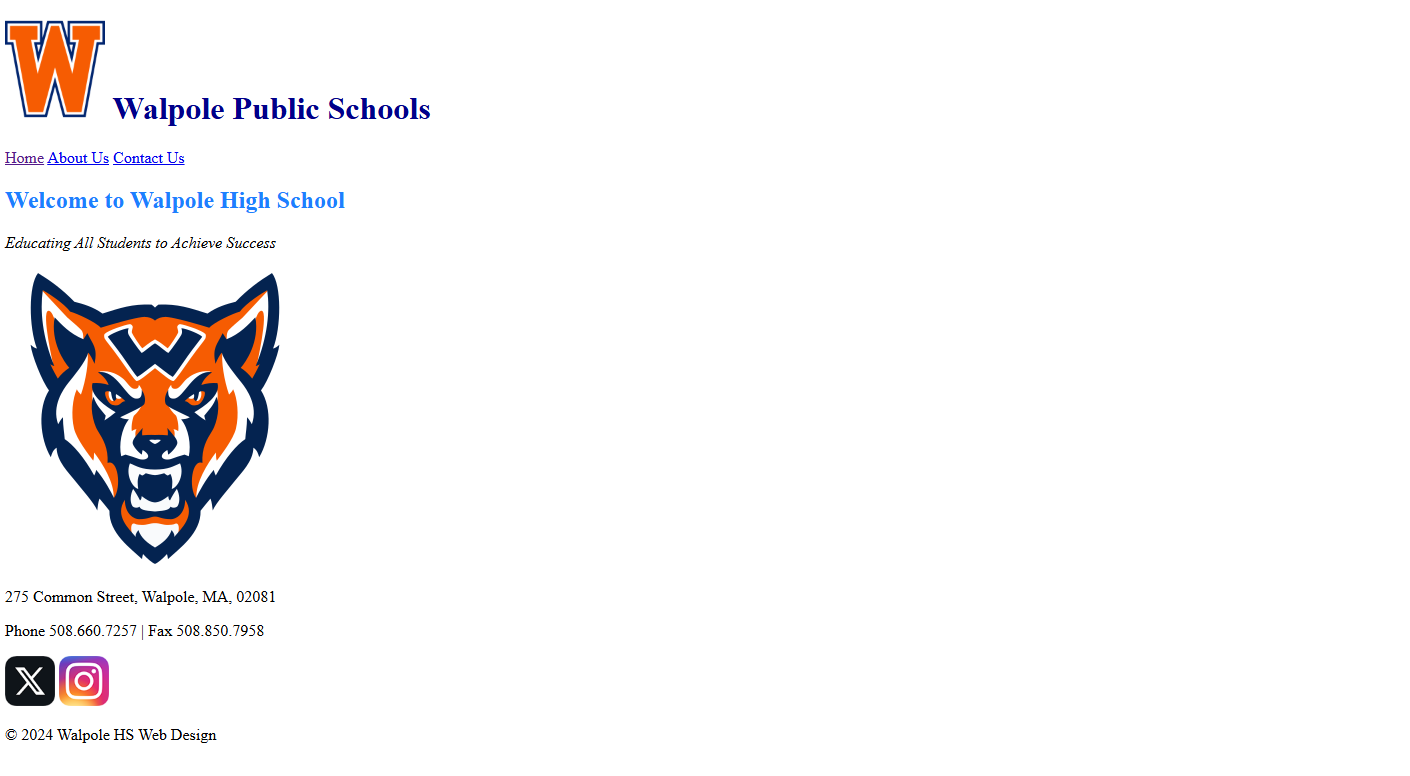 W Walpole Public Schools
Home About Us Contact Us
Welcome to Walpole High School
Educating All Students to Achieve Success
W
275 Common Street, Walpole, MA, 02081
Phone 508.660.7257 | Fax 508.850.7958
X
© 2024 Walpole HS Web Design